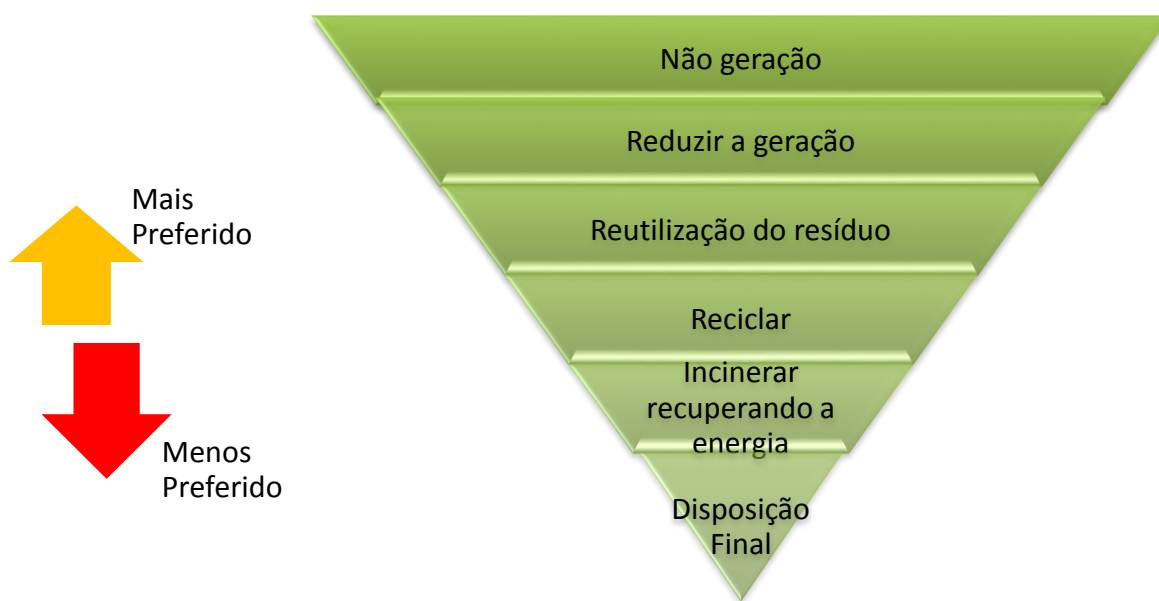 Não geração
Reduzir a geração
Mais
Preferido
Reutilização do resíduo
Reciclar
Incinerar
recuperando a
energia
Menos
Preferido
Disposição
Final